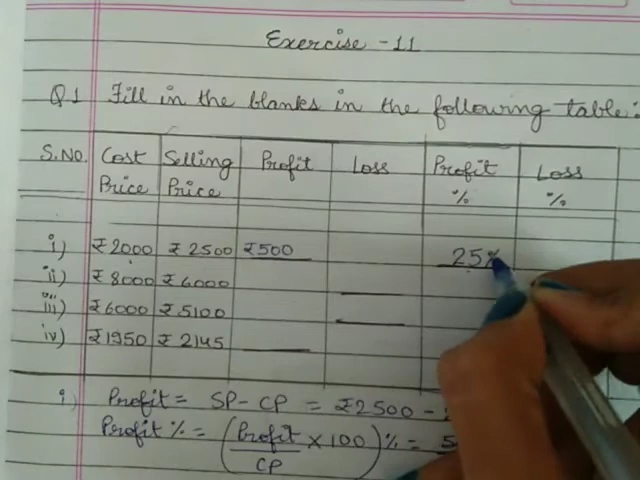 Exercise - 11
Q1 Fill in the blanks in the following table:
S.NO. Cost Price Selling Price Profit Loss Profit % Loss %
i) ₹2000 ₹2500 ₹500 25%
ii) ₹8000 ₹6000
iii) ₹6000 ₹5100
iv) ₹1950 ₹2145
i) Profit = SP - CP = ₹2500 -
Profit % = (Profit/CP × 100) % = 5